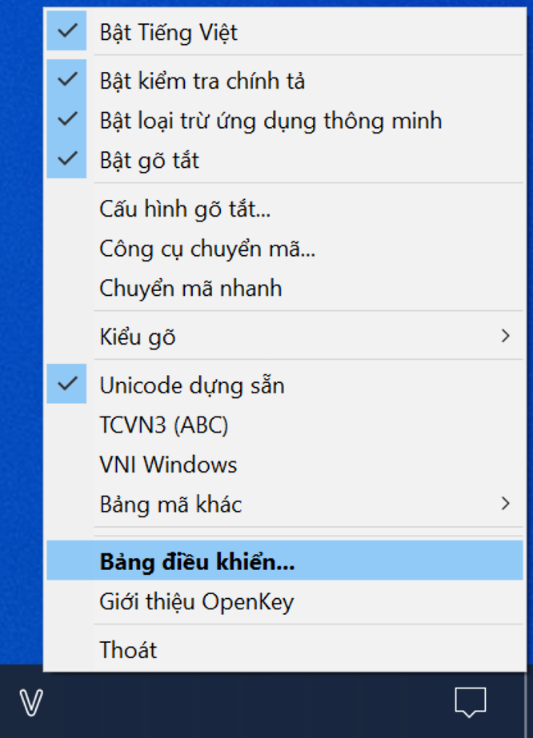 Bật Tiếng Việt
Bật kiểm tra chính tả
Bật loại trừ ứng dụng thông minh
Bật gõ tắt
Cấu hình gõ tắt...
Công cụ chuyển mã...
Chuyển mã nhanh
Kiểu gõ
Unicode dựng sẵn
TCVN3 (ABC)
VNI Windows
Bảng mã khác
Bảng điều khiển...
Giới thiệu OpenKey
Thoát
V